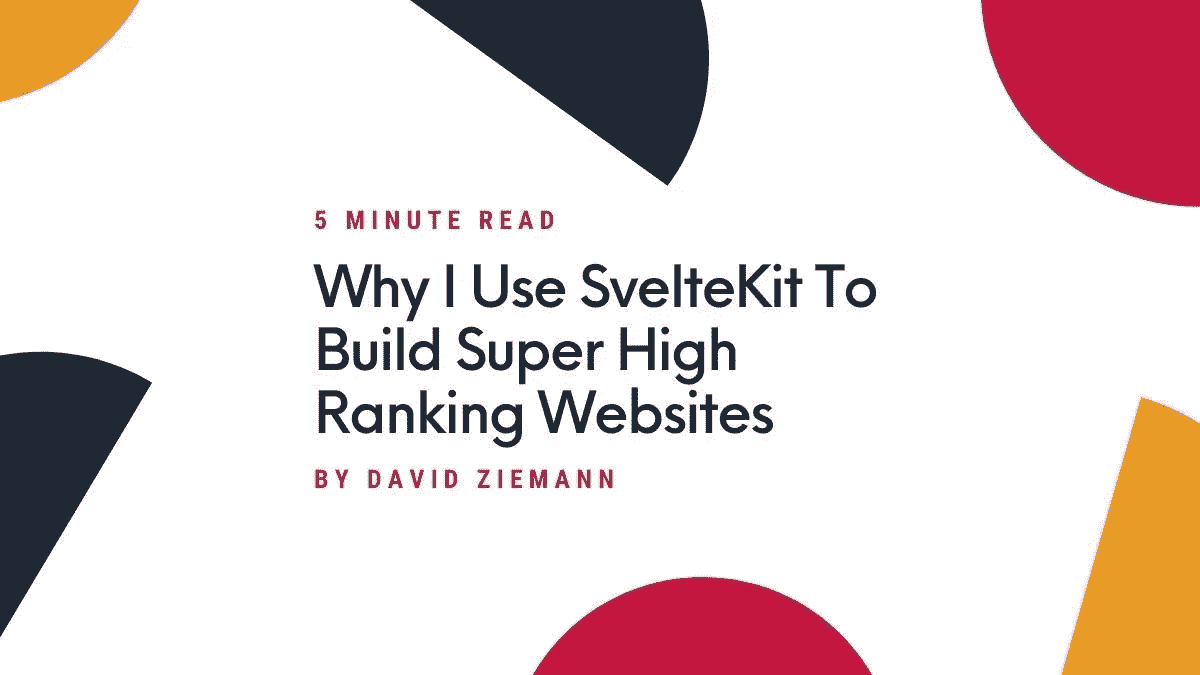 5 MINUTE READ
Why I Use SvelteKit To
Build Super High
Ranking Websites
BY DAVID ZIEMANN